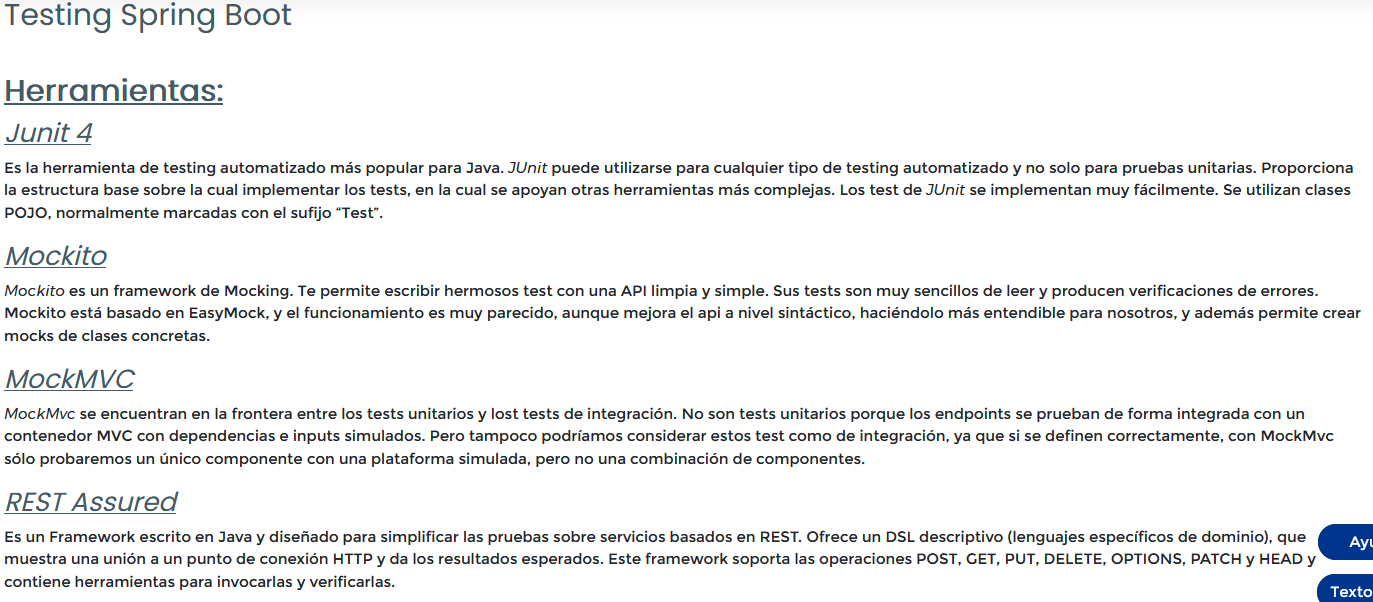 Testing Spring Boot
Herramientas:
Junit 4
Es la herramienta de testing automatizado más popular para Java. JUnit puede utilizarse para cualquier tipo de testing automatizado y no solo para pruebas unitarias. Proporciona
la estructura base sobre la cual implementar los tests, en la cual se apoyan otras herramientas más complejas. Los test de JUnit se implementan muy fácilmente. Se utilizan clases
POJO, normalmente marcadas con el sufijo “Test”.
Mockito
Mockito es un framework de Mocking. Te permite escribir hermosos test con una API limpia y simple. Sus tests son muy sencillos de leer y producen verificaciones de errores.
Mockito está basado en EasyMock, y el funcionamiento es muy parecido, aunque mejora el api a nivel sintáctico, haciéndolo más entendible para nosotros, y además permite crear
mocks de clases concretas.
MockMVC
MockMvc se encuentran en la frontera entre los tests unitarios y lost tests de integración. No son tests unitarios porque los endpoints se prueban de forma integrada con un
contenedor MVC con dependencias e inputs simulados. Pero tampoco podríamos considerar estos test como de integración, ya que si se definen correctamente, con MockMvc
sólo probaremos un único componente con una plataforma simulada, pero no una combinación de componentes.
REST Assured
Es un Framework escrito en Java y diseñado para simplificar las pruebas sobre servicios basados en REST. Ofrece un DSL descriptivo (lenguajes específicos de dominio), que
muestra una unión a un punto de conexión HTTP y da los resultados esperados. Este framework soporta las operaciones POST, GET, PUT, DELETE, OPTIONS, PATCH y HEAD y
contiene herramientas para invocarlas y verificarlas.
Texto